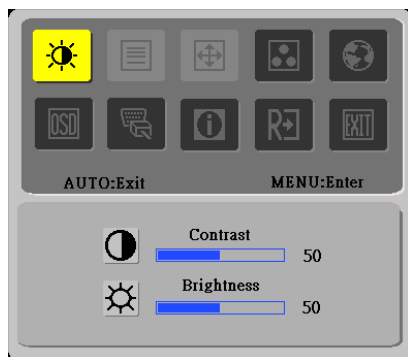 OSD
i
R
EXIT
AUTO:Exit MENU:Enter
Contrast
50
Brightness
50